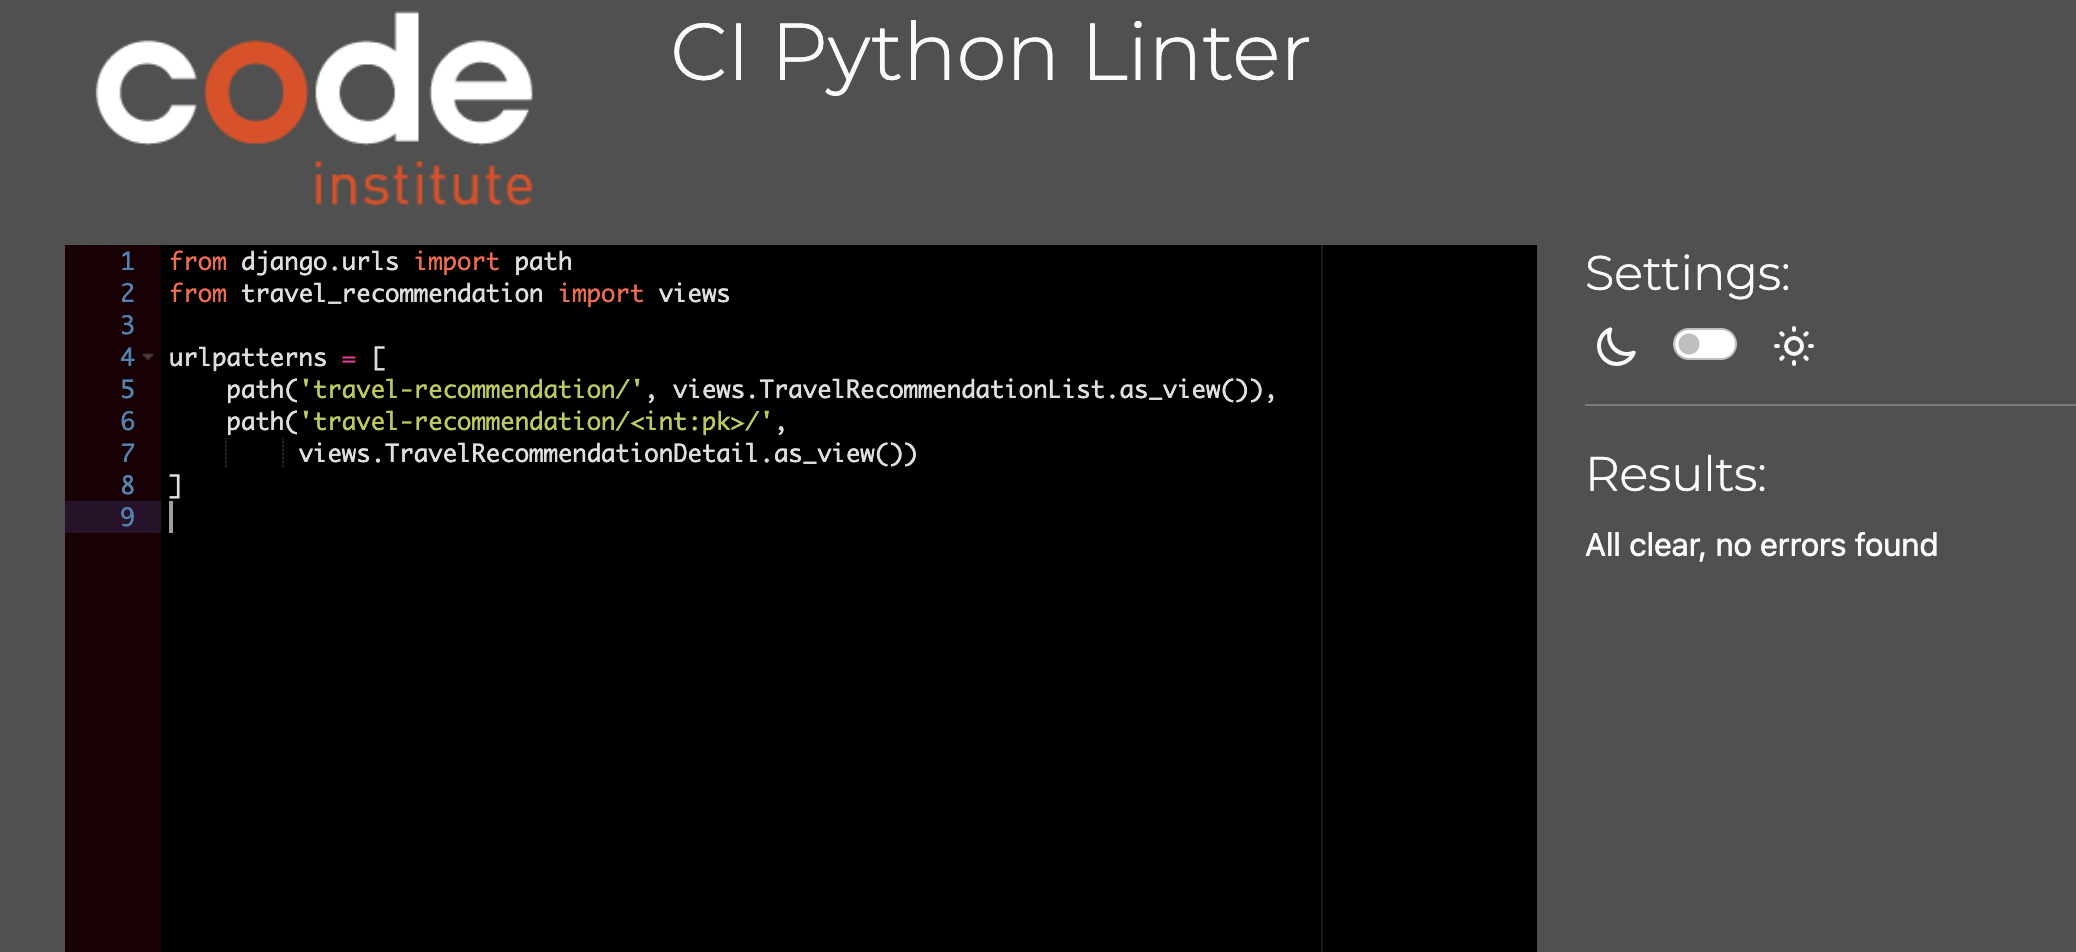 code
institute
CI Python Linter
1 from django.urls import path
2 from travel_recommendation import views
3
4 urlpatterns = [
5     path('travel-recommendation/', views.TravelRecommendationList.as_view()),
6     path('travel-recommendation/<int:pk>/',
7          views.TravelRecommendationDetail.as_view())
8 ]
9
Settings:
Results:
All clear, no errors found